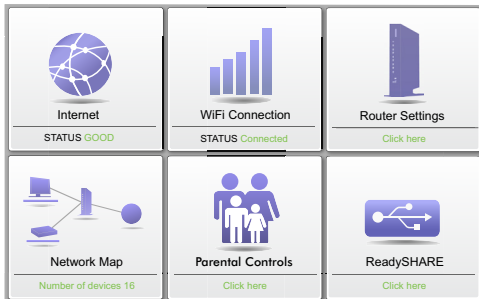 Internet
STATUS GOOD
WiFi Connection
STATUS Connected
Router Settings
Click here
Network Map
Number of devices 16
Parental Controls
Click here
ReadySHARE
Click here